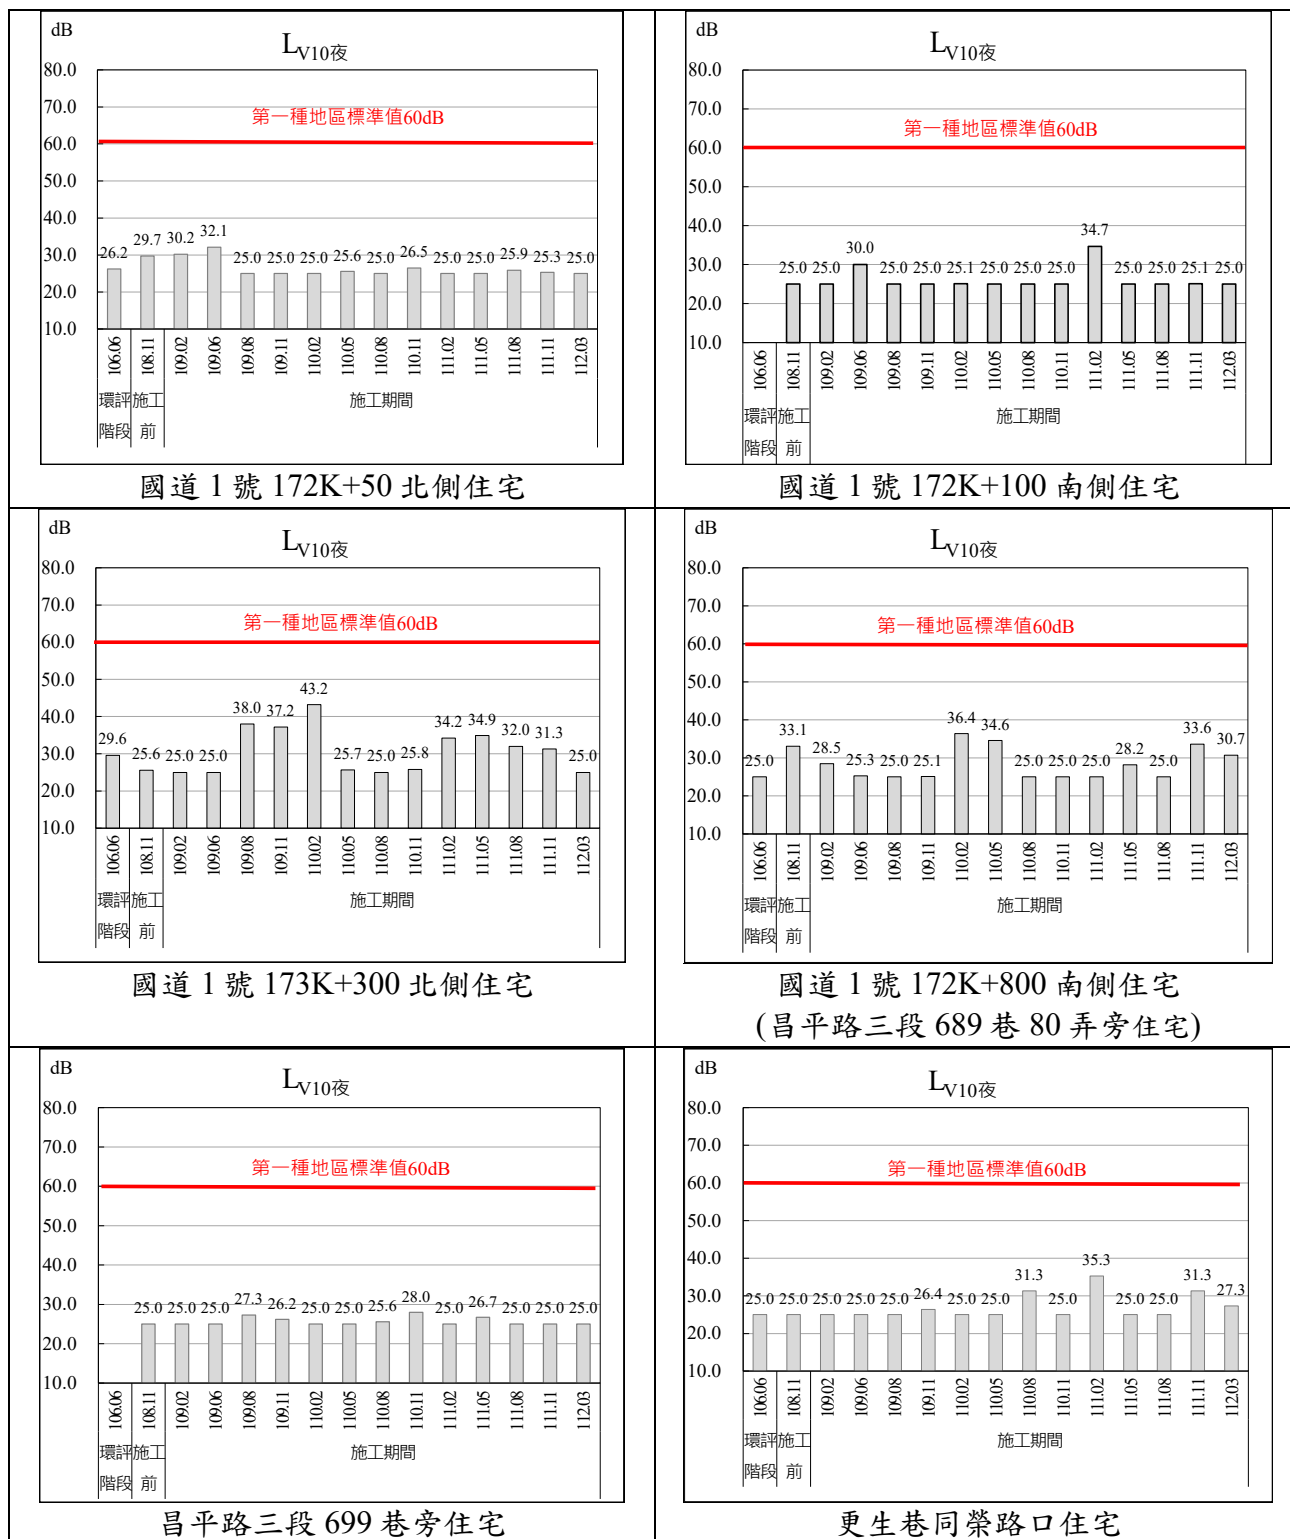 dB
LV10夜
80.0
70.0
60.0
50.0
40.0
30.0
20.0
10.0
第一種地區標準值60dB
26.2 29.7 30.2 32.1 25.0 25.0 25.0 25.6 25.0 26.5 25.0 25.0 25.9 25.3 25.0
106.06 108.11 109.02 109.06 109.08 109.11 110.02 110.05 110.08 110.11 111.02 111.05 111.08 111.11 112.03
環評階段 施工前 施工期間
國道 1 號 172K+50 北側住宅
dB
LV10夜
80.0
70.0
60.0
50.0
40.0
30.0
20.0
10.0
第一種地區標準值60dB
25.0 25.0 30.0 25.0 25.0 25.1 25.0 25.0 25.0 34.7 25.0 25.0 25.1 25.0
106.06 108.11 109.02 109.06 109.08 109.11 110.02 110.05 110.08 110.11 111.02 111.05 111.08 111.11 112.03
環評階段 施工前 施工期間
國道 1 號 172K+100 南側住宅
dB
LV10夜
80.0
70.0
60.0
50.0
40.0
30.0
20.0
10.0
第一種地區標準值60dB
29.6 25.6 25.0 25.0 38.0 37.2 43.2 25.7 25.0 25.8 34.2 34.9 32.0 31.3 25.0
106.06 108.11 109.02 109.06 109.08 109.11 110.02 110.05 110.08 110.11 111.02 111.05 111.08 111.11 112.03
環評階段 施工前 施工期間
國道 1 號 173K+300 北側住宅
dB
LV10夜
80.0
70.0
60.0
50.0
40.0
30.0
20.0
10.0
第一種地區標準值60dB
25.0 33.1 28.5 25.3 25.0 25.1 36.4 34.6 25.0 25.0 25.0 28.2 25.0 33.6 30.7
106.06 108.11 109.02 109.06 109.08 109.11 110.02 110.05 110.08 110.11 111.02 111.05 111.08 111.11 112.03
環評階段 施工前 施工期間
國道 1 號 172K+800 南側住宅
(昌平路三段 689 巷 80 弄旁住宅)
dB
LV10夜
80.0
70.0
60.0
50.0
40.0
30.0
20.0
10.0
第一種地區標準值60dB
25.0 25.0 25.0 27.3 26.2 25.0 25.0 25.6 28.0 25.0 26.7 25.0 25.0 25.0
106.06 108.11 109.02 109.06 109.08 109.11 110.02 110.05 110.08 110.11 111.02 111.05 111.08 111.11 112.03
環評階段 施工前 施工期間
昌平路三段 699 巷旁住宅
dB
LV10夜
80.0
70.0
60.0
50.0
40.0
30.0
20.0
10.0
第一種地區標準值60dB
25.0 25.0 25.0 25.0 25.0 26.4 25.0 25.0 31.3 25.0 35.3 25.0 25.0 31.3 27.3
106.06 108.11 109.02 109.06 109.08 109.11 110.02 110.05 110.08 110.11 111.02 111.05 111.08 111.11 112.03
環評階段 施工前 施工期間
更生巷同榮路口住宅